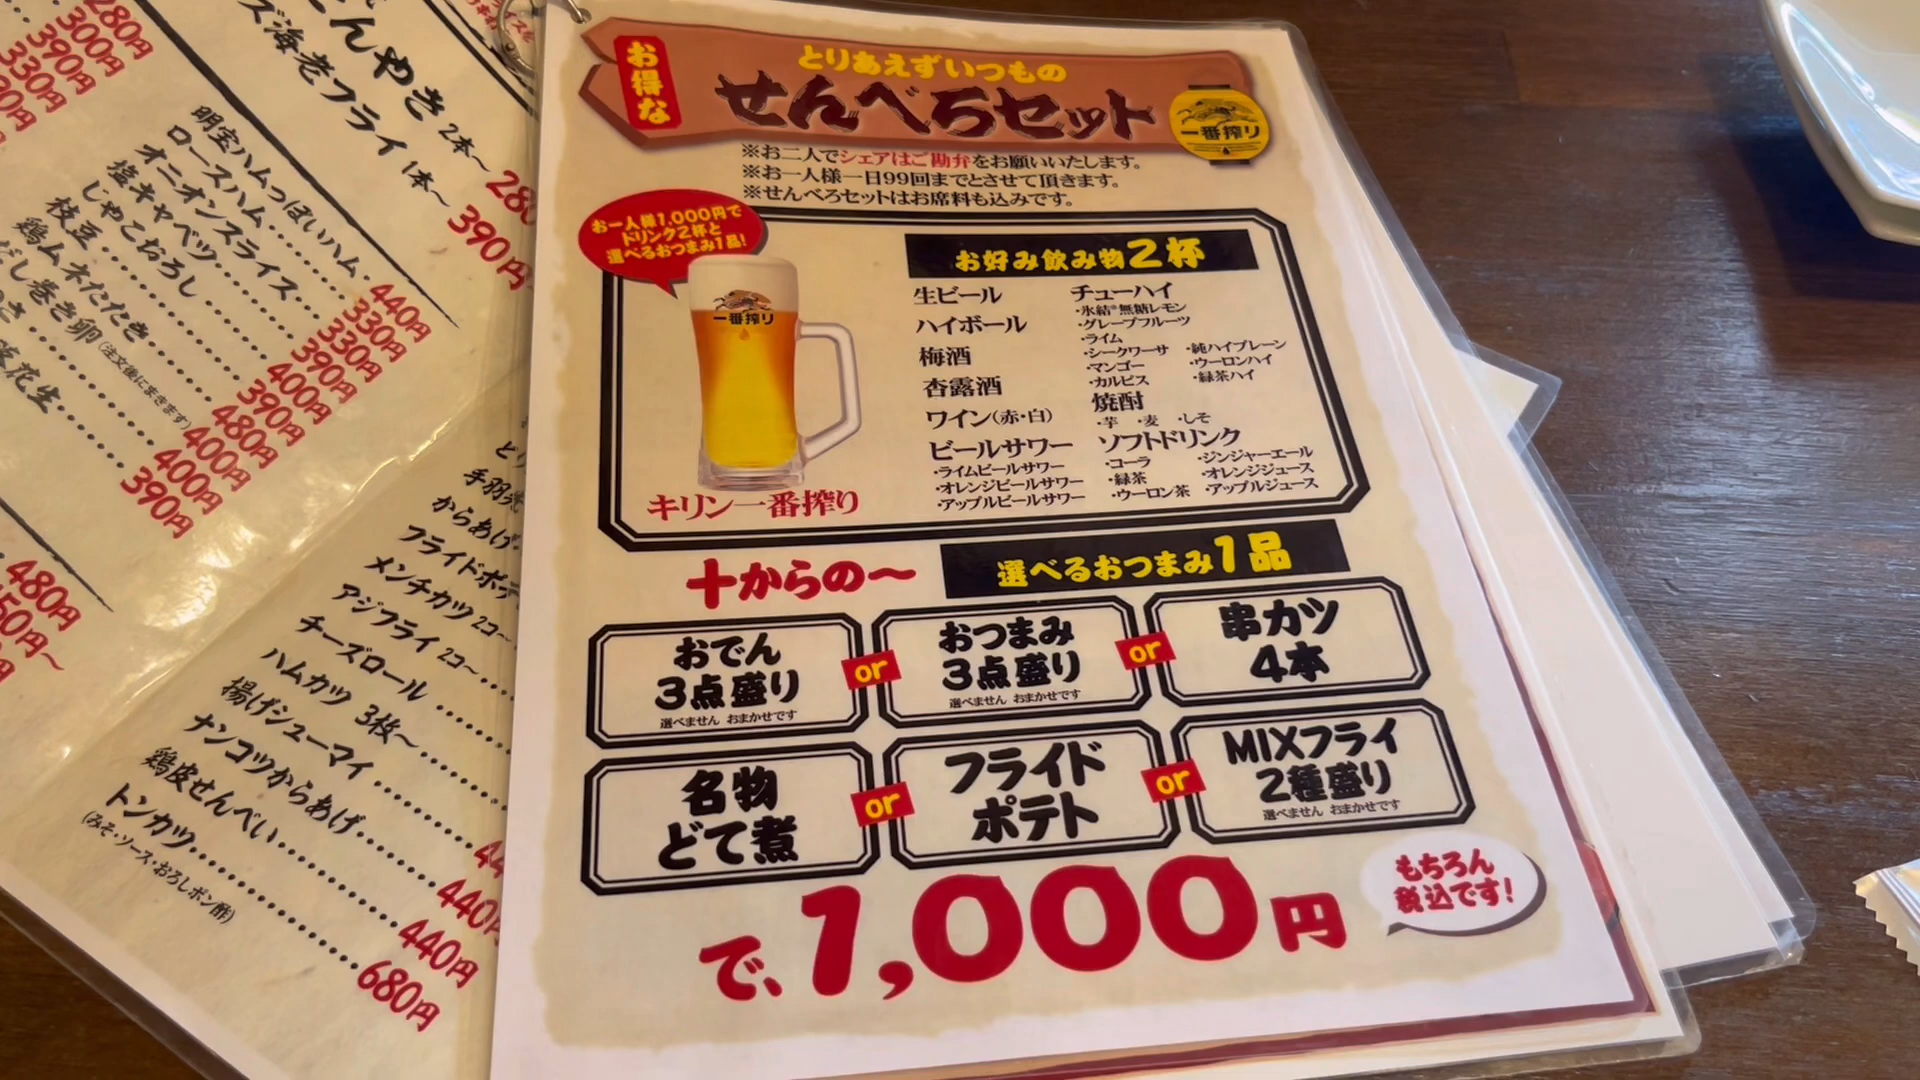 お得な
とりあえずいつもの
せんべろセット
一番搾り
※お二人でシェアはご勘弁をお願いいたします。
※お一人様一日99回までとさせて頂きます。
※せんべろセットはお席料も込みです。
お一人様1,000円で
ドリンク2杯と
選べるおつまみ1品!
一番搾り
キリン一番搾り
お好み飲み物2杯
生ビール
ハイボール
梅酒
杏露酒
ワイン(赤・白)
ビールサワー
・ライムビールサワー
・オレンジビールサワー
・アップルビールサワー
チューハイ
・氷結®無糖レモン
・グレープフルーツ
・ライム
・シークワーサ ・純ハイプレーン
・マンゴー ・ウーロンハイ
・カルピス ・緑茶ハイ
焼酎
・芋 ・麦 ・しそ
ソフトドリンク
・コーラ ・ジンジャーエール
・緑茶 ・オレンジジュース
・ウーロン茶 ・アップルジュース
十からの〜
選べるおつまみ1品
おでん
3点盛り
選べません おまかせです
or
おつまみ
3点盛り
選べません おまかせです
or
串カツ
4本
名物
どて煮
or
フライド
ポテト
or
MIXフライ
2種盛り
選べません おまかせです
で、1,000円
もちろん
税込です!
280円
300円
390円
330円
んやき 2本〜 280
ズ海老フライ 1本〜 390円
明宝ハムつぽいハム 440円
ロースハム 330円
オニオンスライス 330円
塩キャベツ 390円
じゃこおろし 400円
枝豆 390円
鶏ムネたたき 480円
だし巻き卵(注文後にまきます) 400円
400円
花生 390円
480円
50円〜
手羽
からあげ
フライドポテ
メンチカツ 2コ〜
アジフライ 2コ〜
チーズロール
ハムカツ 3枚〜
揚げシューマイ 44
ナンコツからあげ 440円
鶏皮せんべい 440円
トンカツ 680円
(みそ・ソース・おろしポン酢)